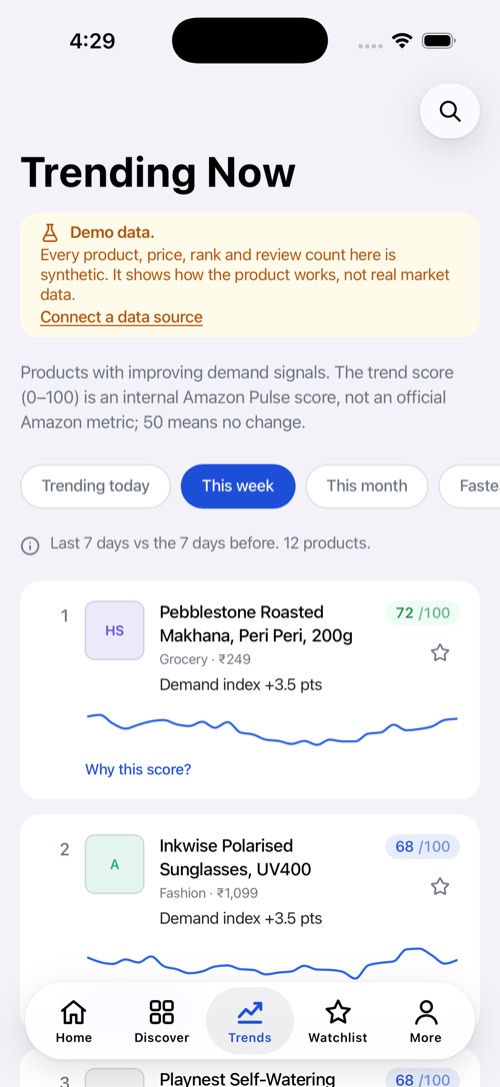 4:29
Trending Now
Demo data.
Every product, price, rank and review count here is
synthetic. It shows how the product works, not real market
data.
Connect a data source
Products with improving demand signals. The trend score
(0–100) is an internal Amazon Pulse score, not an official
Amazon metric; 50 means no change.
Trending today
This week
This month
Faste
Last 7 days vs the 7 days before. 12 products.
1
HS
Pebblestone Roasted
Makhana, Peri Peri, 200g
72 /100
Grocery · ₹249
Demand index +3.5 pts
Why this score?
2
A
Inkwise Polarised
Sunglasses, UV400
68 /100
Fashion · ₹1,099
Demand index +3.5 pts
Home
Discover
Trends
Watchlist
More
3
Playnest Self-Watering
68 /100